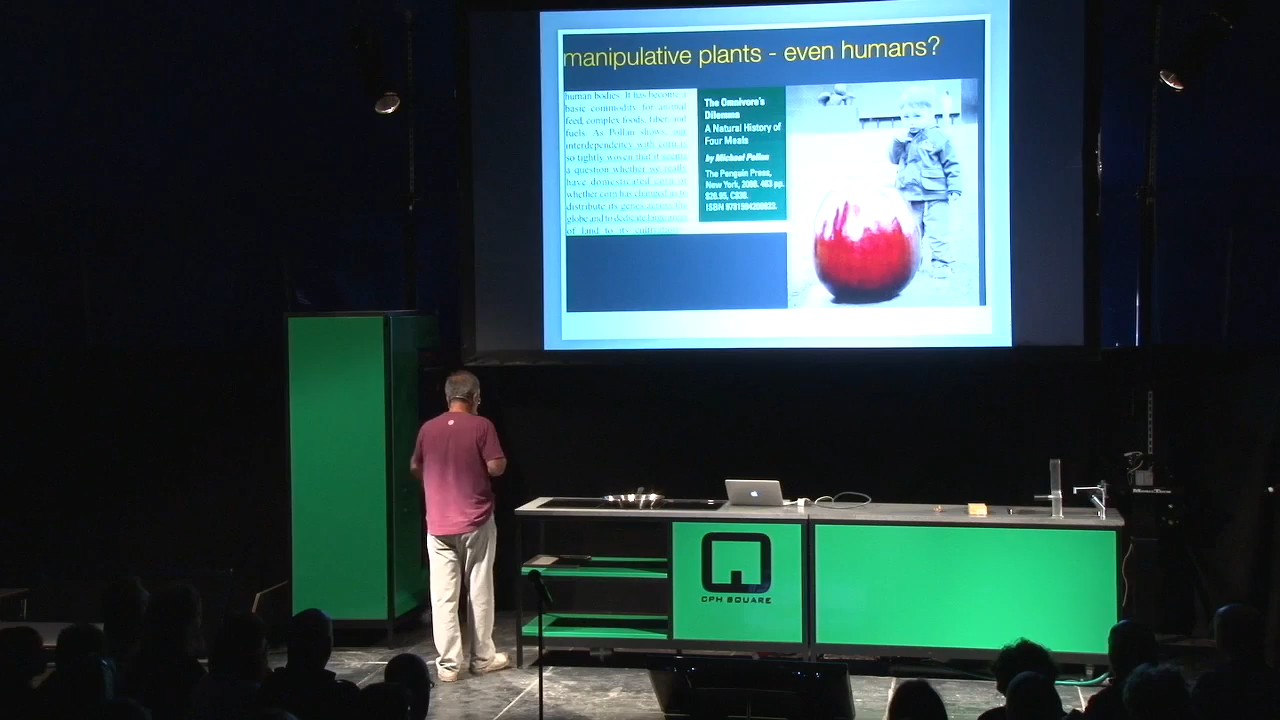 manipulative plants - even humans?
human bodies. It has become a
basic commodity for animal
feed, complex foods, fiber, and
fuels. As Pollan shows, our
interdependency with corn is
so tightly woven that it seems
a question whether we really
have domesticated corn or
whether corn has changed us to
distribute its genes across the
globe and to dedicate large areas
of land to its cultivation
The Omnivore's
Dilemma
A Natural History of
Four Meals
by Michael Pollan
The Penguin Press,
New York, 2006. 463 pp.
CPH SQUARE